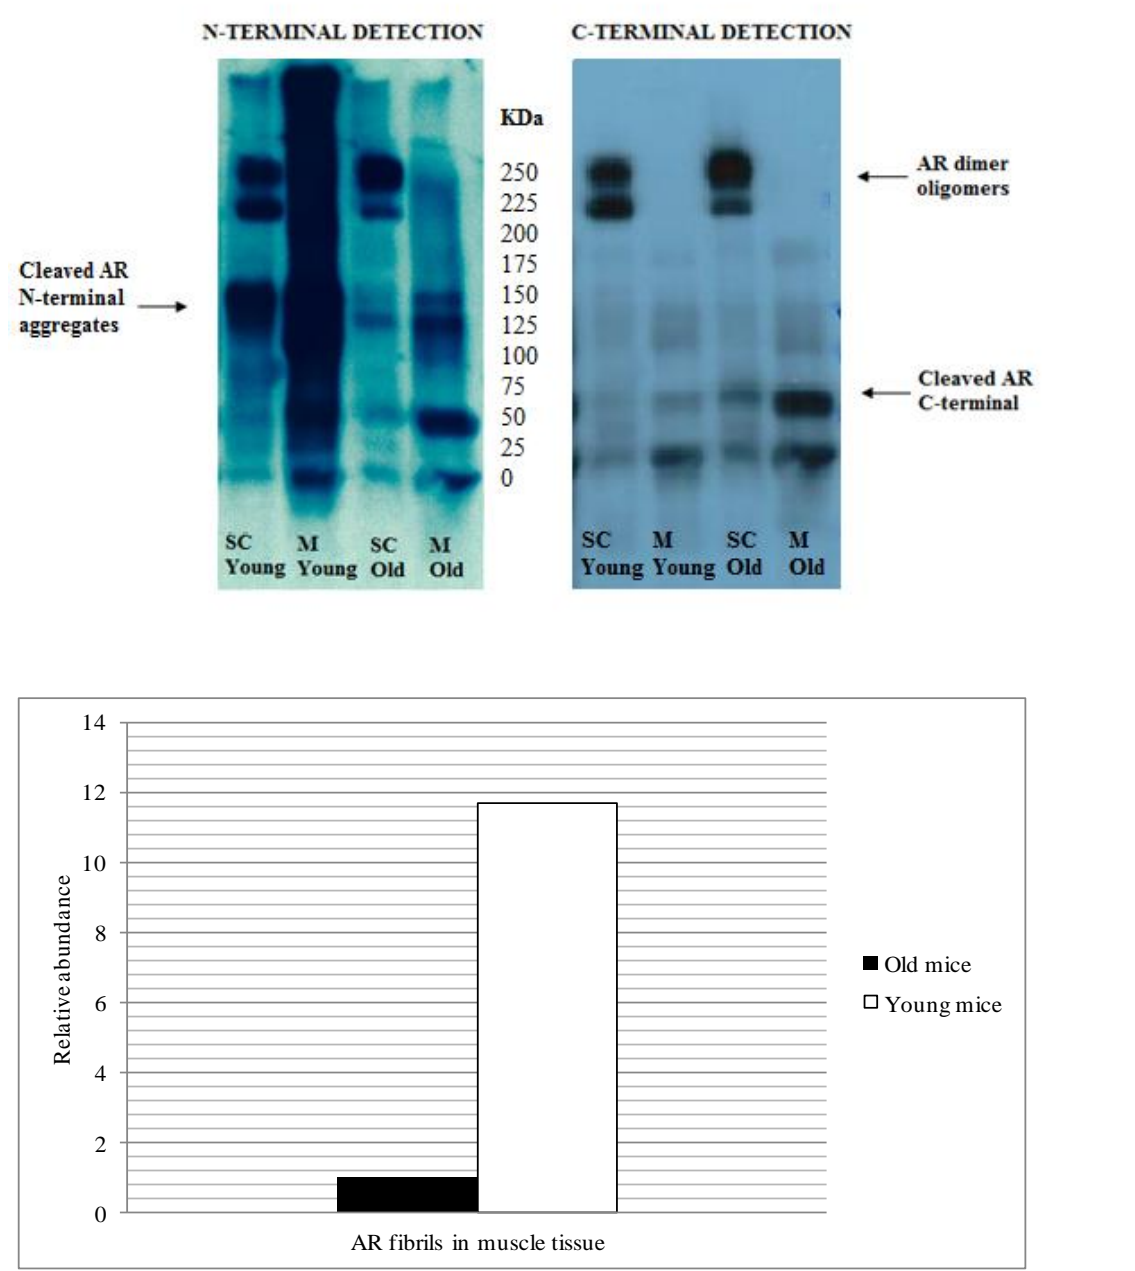 N-TERMINAL DETECTION
C-TERMINAL DETECTION
KDa
250
225
200
175
150
125
100
75
50
25
0
Cleaved AR
N-terminal
aggregates
AR dimer
oligomers
Cleaved AR
C-terminal
SC M SC M
Young Young Old Old
SC M SC M
Young Young Old Old
14
12
10
8
6
4
2
0
Relative abundance
AR fibrils in muscle tissue
Old mice
Young mice